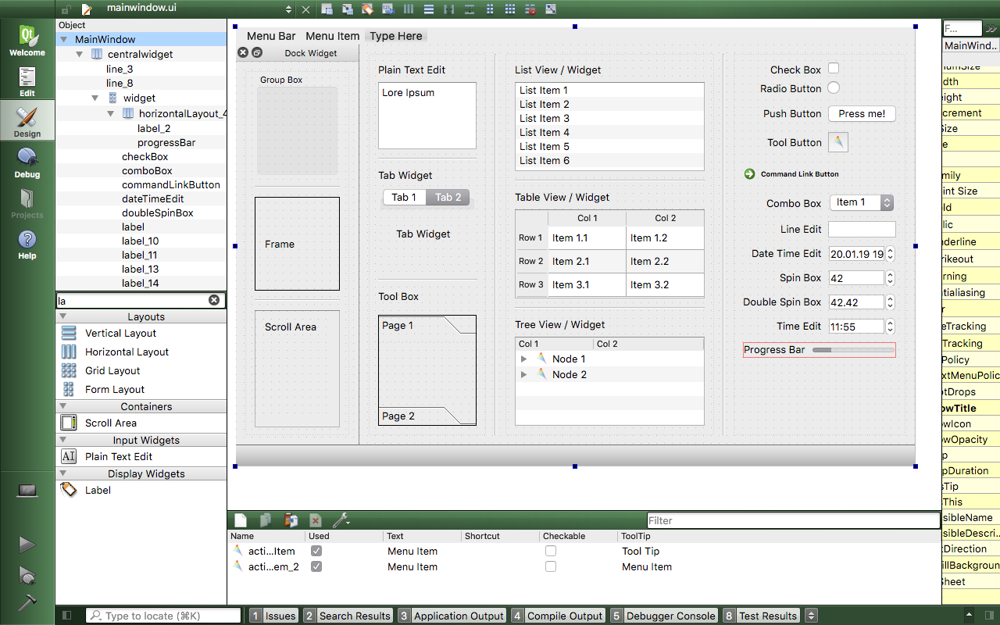 mainwindow.ui
Welcome
Edit
Design
Debug
Projects
Help
Object
MainWindow
centralwidget
line_3
line_8
widget
horizontalLayout_4
label_2
progressBar
checkBox
comboBox
commandLinkButton
dateTimeEdit
doubleSpinBox
label
label_10
label_11
label_13
label_14
la
Layouts
Vertical Layout
Horizontal Layout
Grid Layout
Form Layout
Containers
Scroll Area
Input Widgets
Plain Text Edit
Display Widgets
Label
Menu Bar Menu Item Type Here
Dock Widget
Group Box
Frame
Scroll Area
Plain Text Edit
Lore Ipsum
Tab Widget
Tab 1 Tab 2
Tab Widget
Tool Box
Page 1
Page 2
List View / Widget
List Item 1
List Item 2
List Item 3
List Item 4
List Item 5
List Item 6
Table View / Widget
Col 1 Col 2
Row 1 Item 1.1 Item 1.2
Row 2 Item 2.1 Item 2.2
Row 3 Item 3.1 Item 3.2
Tree View / Widget
Col 1 Col 2
Node 1
Node 2
Check Box
Radio Button
Push Button Press me!
Tool Button
Command Link Button
Combo Box Item 1
Line Edit
Date Time Edit 20.01.19 19
Spin Box 42
Double Spin Box 42.42
Time Edit 11:55
Progress Bar
F...
MainWind...
numSize
dth
eight
crement
Size
e
mily
int Size
ld
lic
nderline
rikeout
rning
ntialiasing
r
eTracking
Tracking
Policy
xtMenuPolic
ptDrops
owTitle
owIcon
owOpacity
p
pDuration
sTip
sThis
sibleName
sibleDescri...
tDirection
illBackgroun
Sheet
Filter
Name Used Text Shortcut Checkable ToolTip
acti...Item Menu Item Tool Tip
acti...em_2 Menu Item Menu Item
Type to locate (⌘K)
1 Issues 2 Search Results 3 Application Output 4 Compile Output 5 Debugger Console 8 Test Results